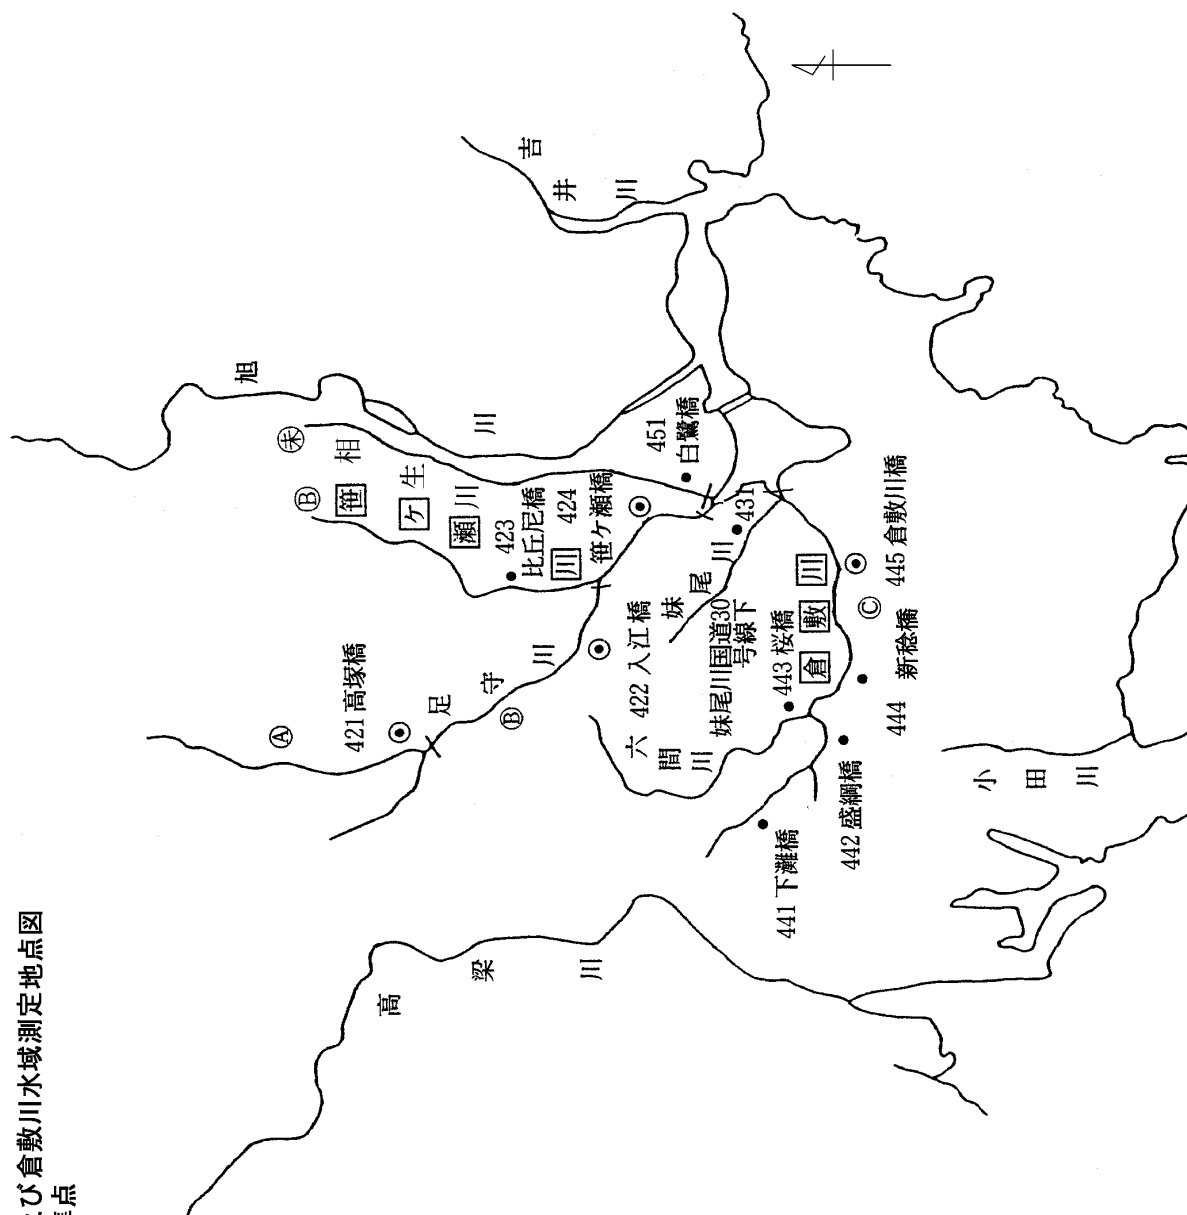 び倉敷川水域測定地点図
点
旭
川
吉
井
川
未
相
生
川
B
笹
ケ
瀬
川
423
比丘尼橋
424
笹ケ瀬橋
451
白鷺橋
431
A
421 高塚橋
足
守
川
B
422 入江橋
妹
尾
川
妹尾川国道30
号線下
六
間
川
443 桜橋
倉
敷
川
445 倉敷川橋
C
444 新稔橋
442 盛綱橋
441 下灘橋
小
田
川
高
梁
川